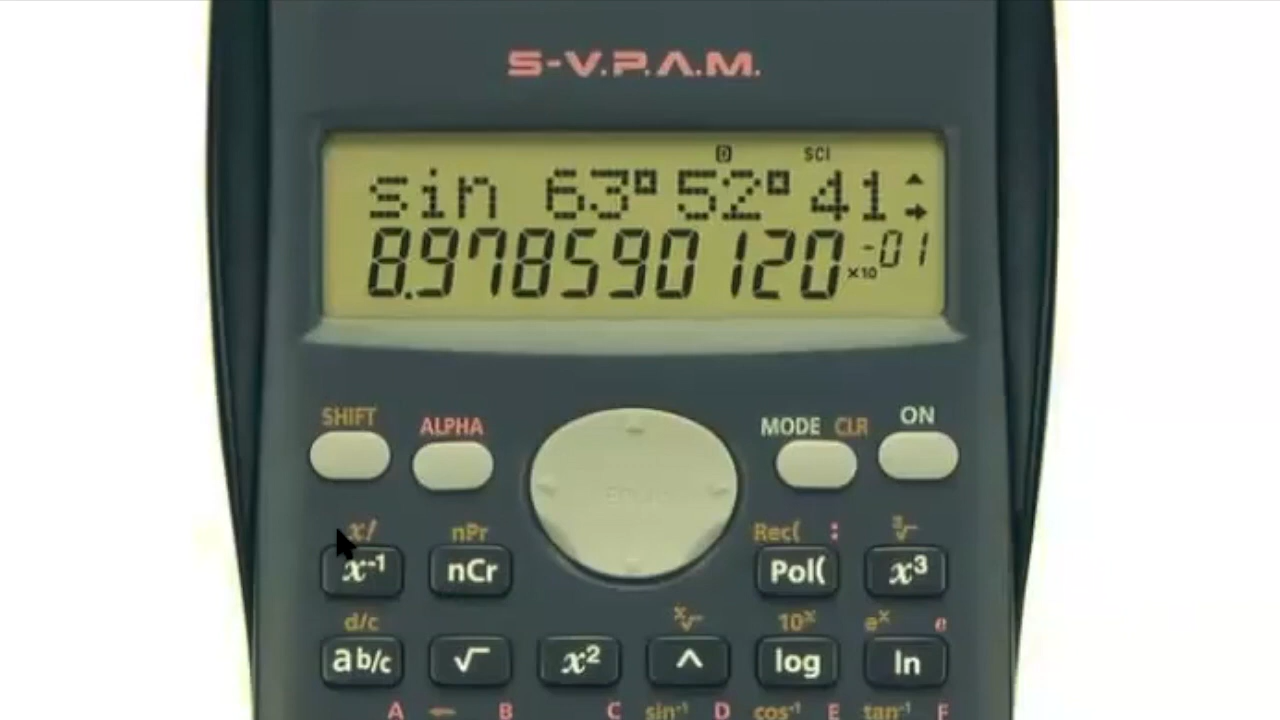 S-V.P.A.M.
D SCI
sin 63°52°41
8.978590120 ×10 -01
SHIFT ALPHA MODE CLR ON
x! nPr Rec( : ³√
x-1 nCr Pol( x3
d/c x√ 10x ex e
a b/c √ x2 ^ log ln
A ← B C sin-1 D cos-1 E tan-1 F